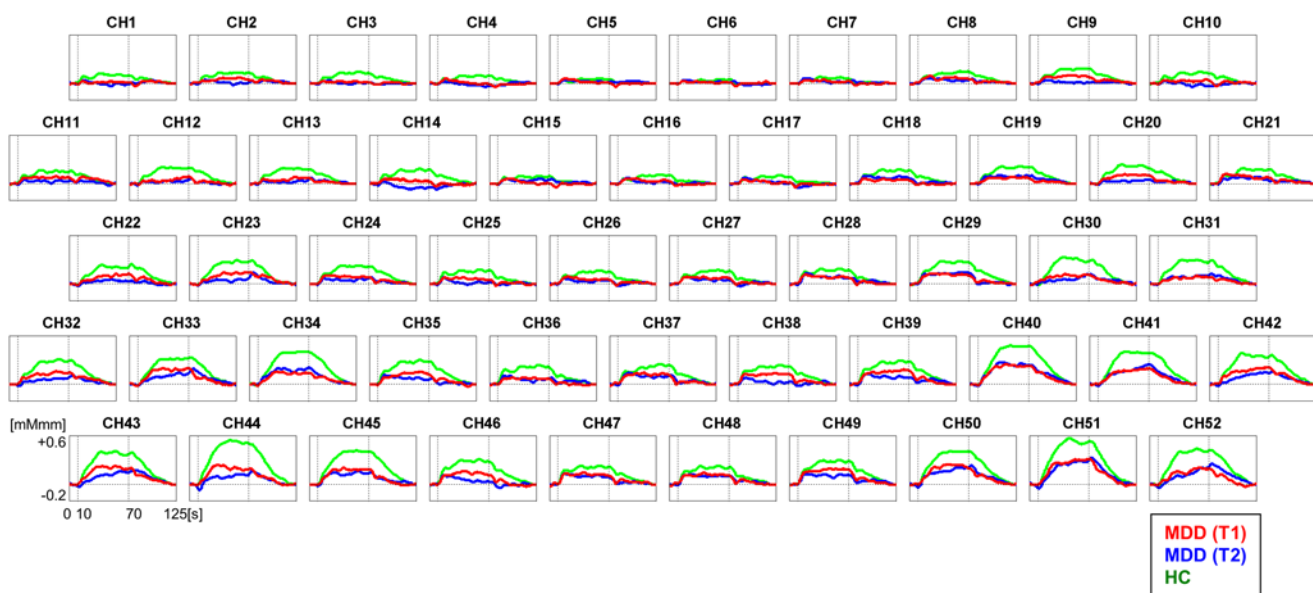 CH1 CH2 CH3 CH4 CH5 CH6 CH7 CH8 CH9 CH10
CH11 CH12 CH13 CH14 CH15 CH16 CH17 CH18 CH19 CH20 CH21
CH22 CH23 CH24 CH25 CH26 CH27 CH28 CH29 CH30 CH31
CH32 CH33 CH34 CH35 CH36 CH37 CH38 CH39 CH40 CH41 CH42
[mMmm] CH43 CH44 CH45 CH46 CH47 CH48 CH49 CH50 CH51 CH52
+0.6
-0.2
0 10 70 125[s]
MDD (T1)
MDD (T2)
HC